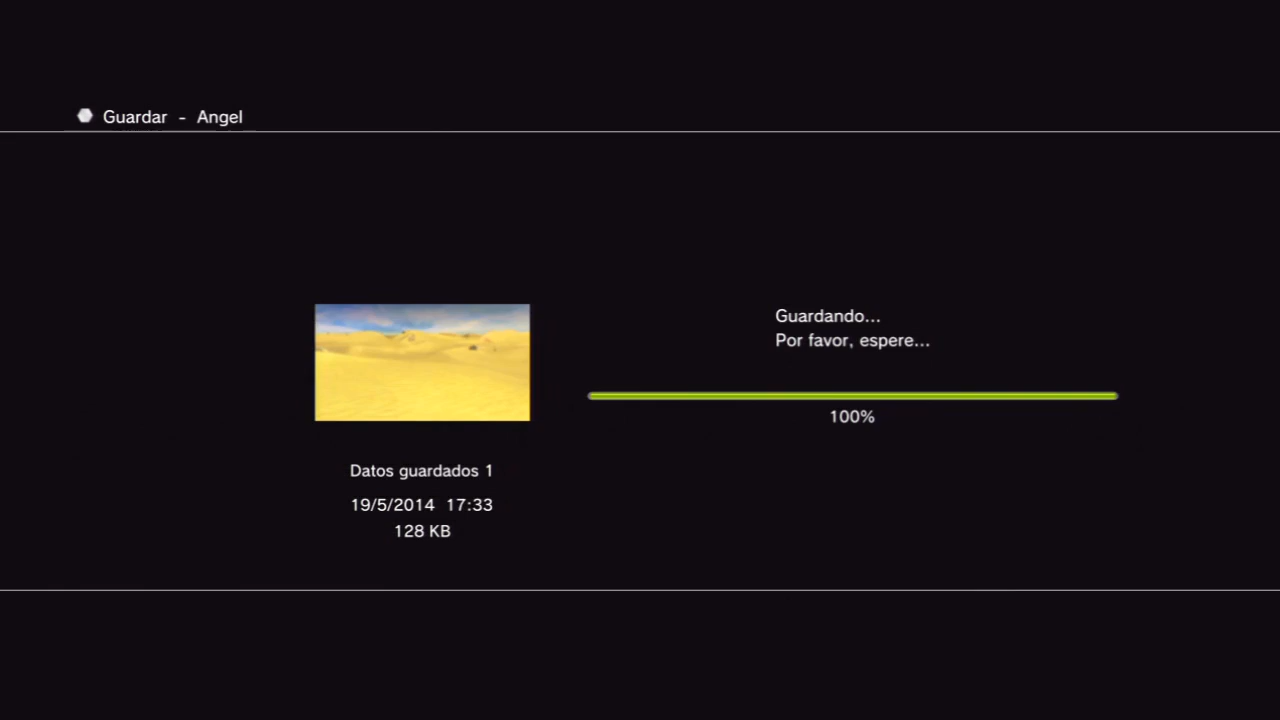 Guardar - Angel
Guardando...
Por favor, espere...
100%
Datos guardados 1
19/5/2014 17:33
128 KB